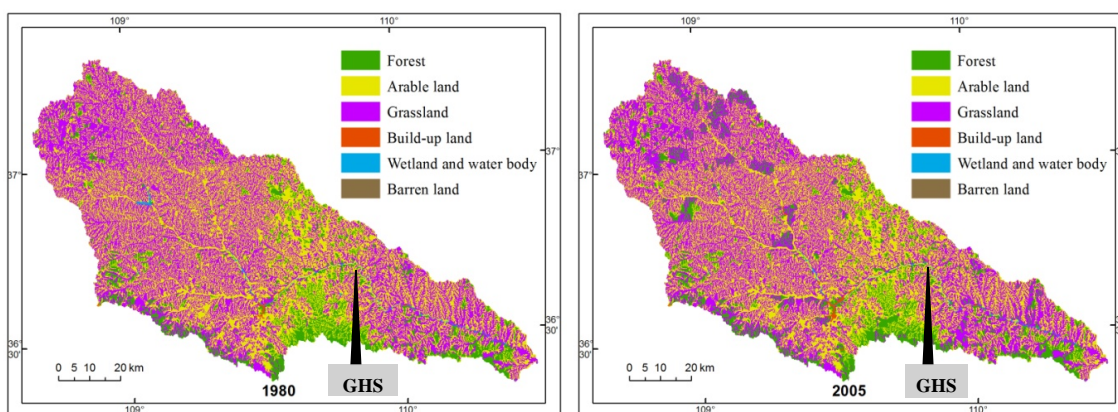 109°
110°
Forest
Arable land
Grassland
Build-up land
Wetland and water body
Barren land
37°
37°
36°
30'
36°
30'
0 5 10 20 km
1980
GHS
109°
110°
109°
110°
Forest
Arable land
Grassland
Build-up land
Wetland and water body
Barren land
37°
37°
36°
30'
36°
30'
0 5 10 20 km
2005
GHS
109°
110°